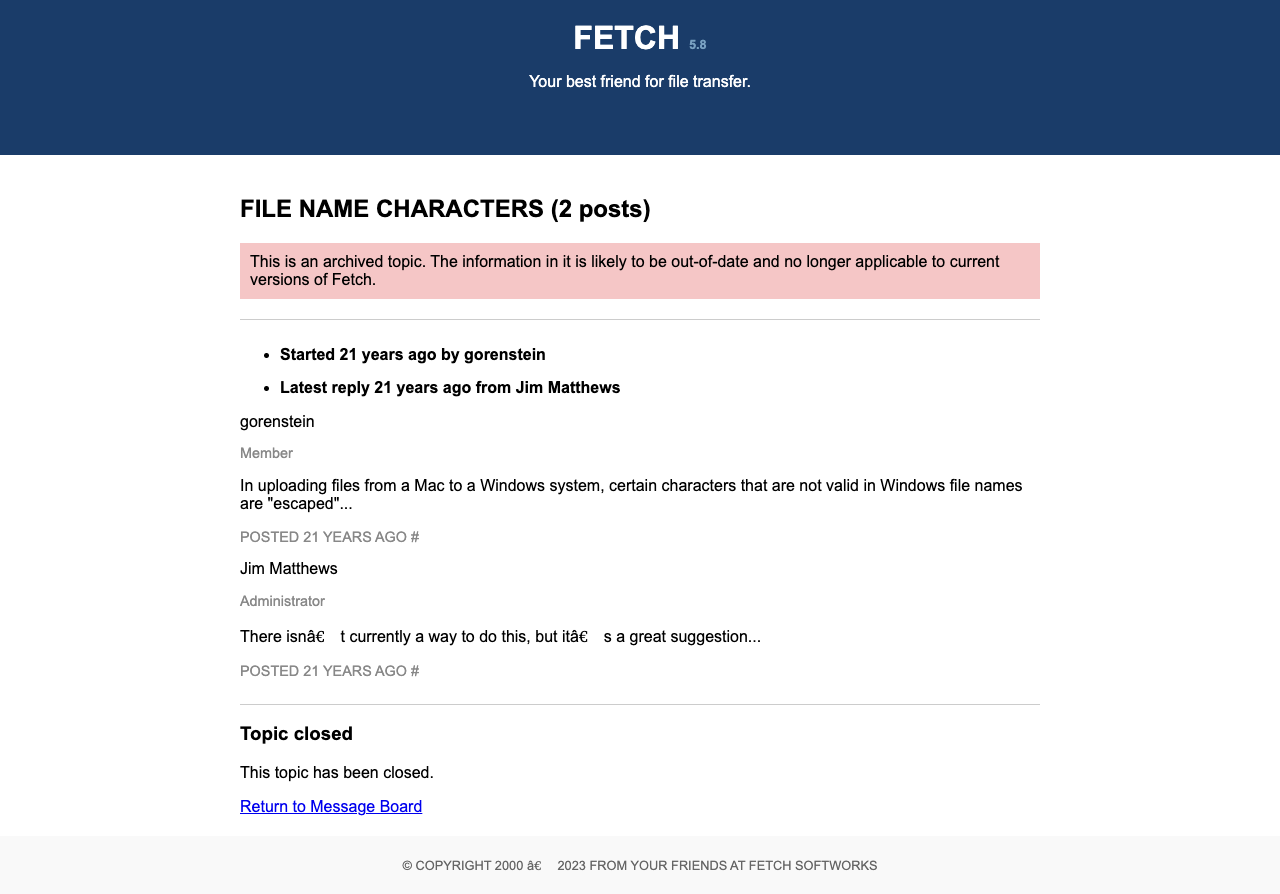 FETCH 5.8
Your best friend for file transfer.
FILE NAME CHARACTERS (2 posts)
This is an archived topic. The information in it is likely to be out-of-date and no longer applicable to current
versions of Fetch.
• Started 21 years ago by gorenstein
• Latest reply 21 years ago from Jim Matthews
gorenstein
Member
In uploading files from a Mac to a Windows system, certain characters that are not valid in Windows file names
are "escaped"...
POSTED 21 YEARS AGO #
Jim Matthews
Administrator
There isnâ€ t currently a way to do this, but itâ€ s a great suggestion...
POSTED 21 YEARS AGO #
Topic closed
This topic has been closed.
Return to Message Board
© COPYRIGHT 2000 â€ 2023 FROM YOUR FRIENDS AT FETCH SOFTWORKS